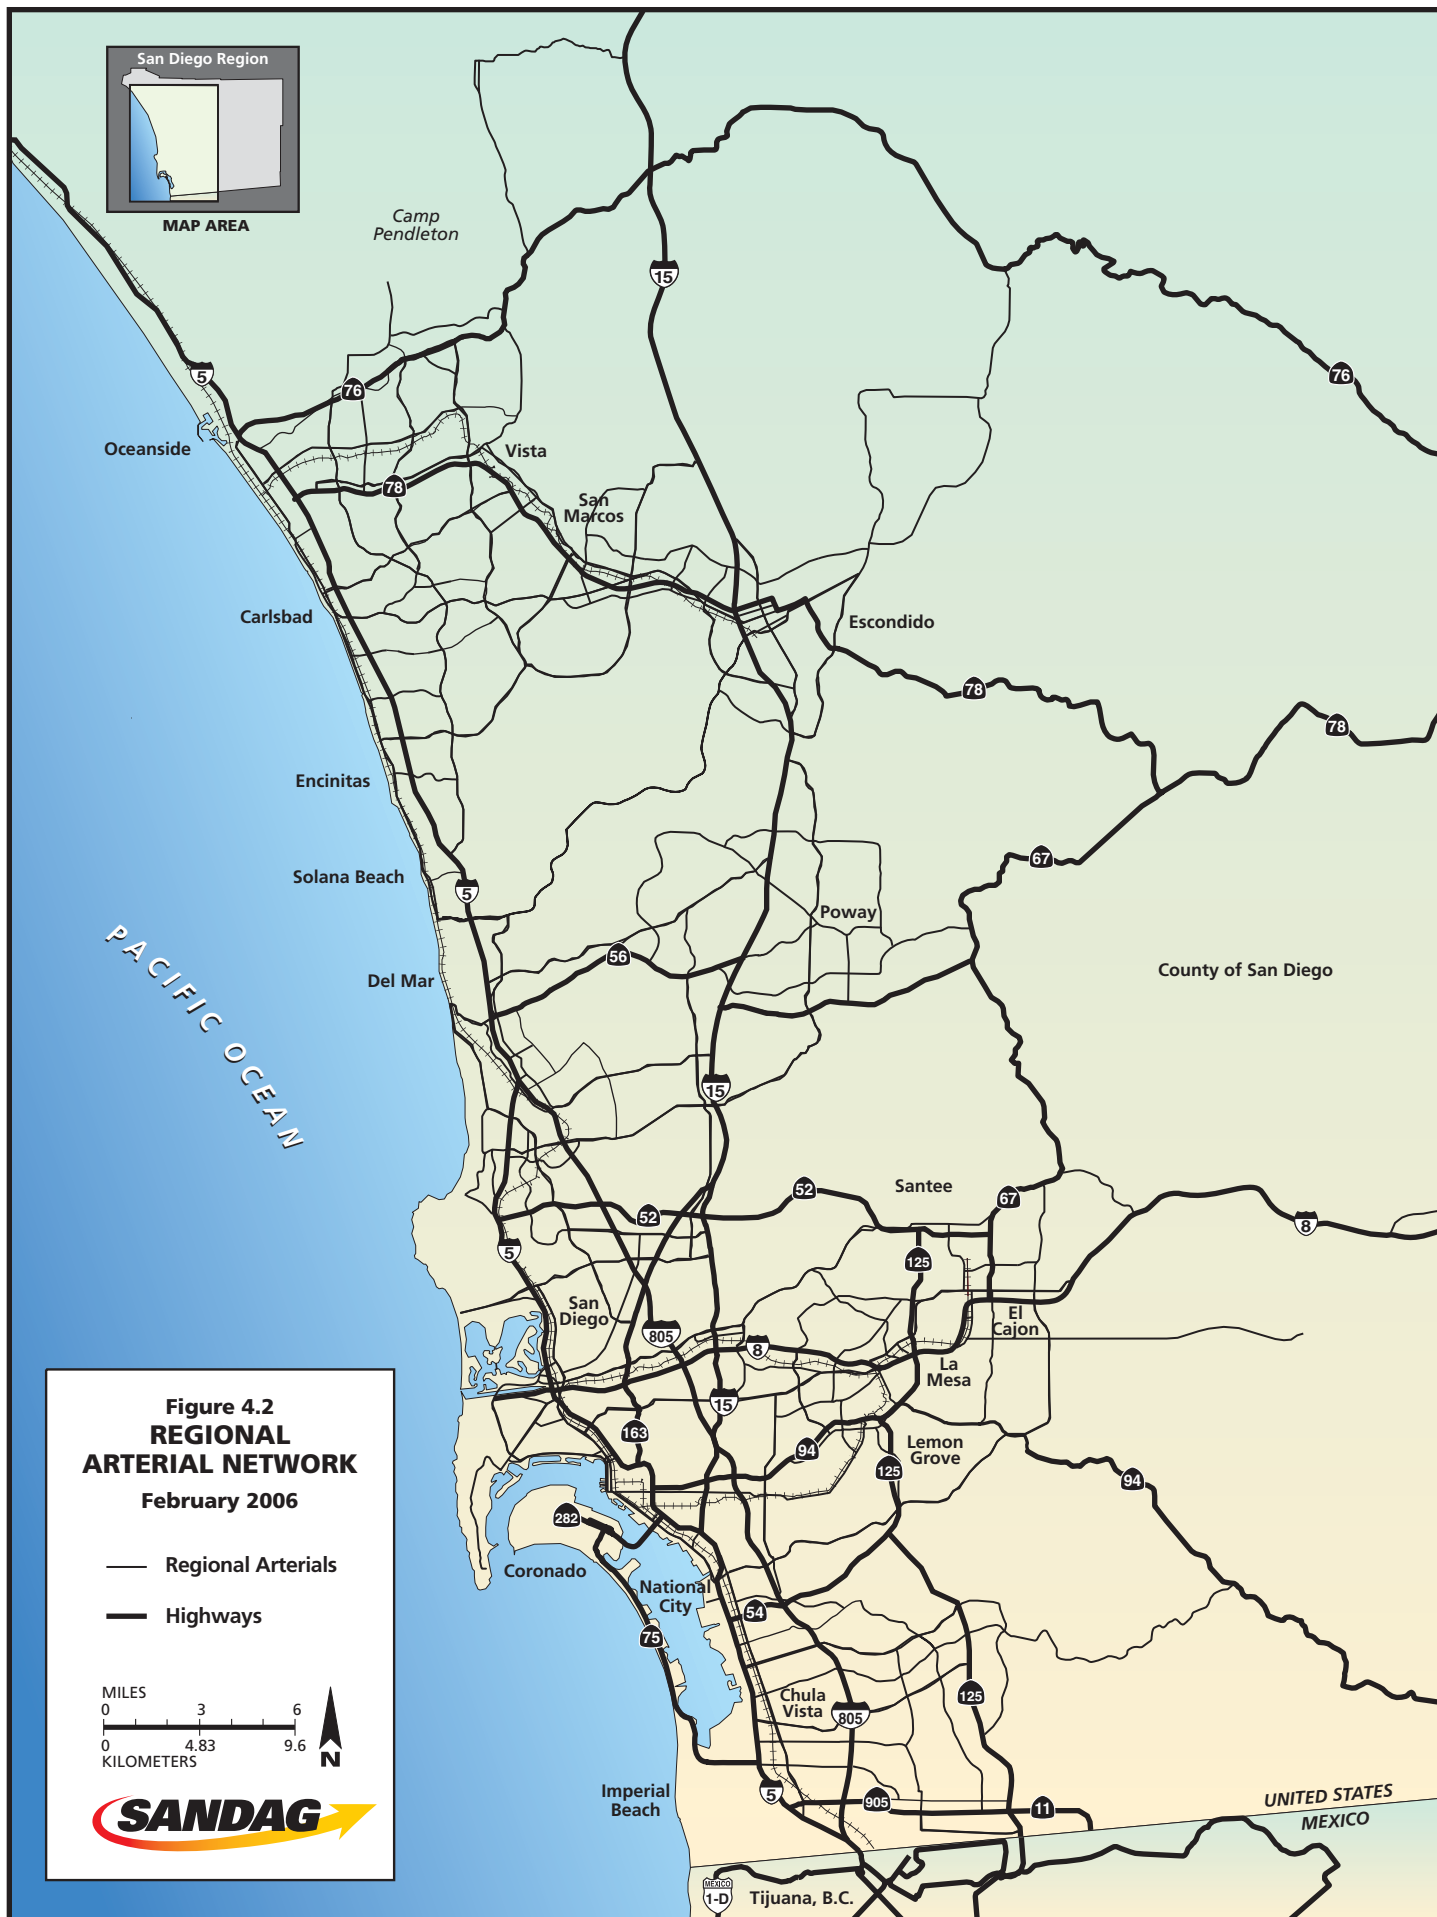 San Diego Region
MAP AREA
Camp
Pendleton
15
5
76
76
Oceanside
Vista
78
San
Marcos
Carlsbad
Escondido
78
78
Encinitas
67
Solana Beach
5
Poway
56
Del Mar
County of San Diego
PACIFIC OCEAN
15
Santee
52
67
52
5
8
125
San
Diego
El
Cajon
805
8
La
Mesa
15
163
94
Lemon
Grove
125
94
282
Coronado
National
City
54
75
Chula
Vista
125
805
Imperial
Beach
5
905
11
UNITED STATES
MEXICO
MEXICO
1-D
Tijuana, B.C.
Figure 4.2
REGIONAL
ARTERIAL NETWORK
February 2006
Regional Arterials
Highways
MILES
0 3 6
0 4.83 9.6
KILOMETERS
N
SANDAG